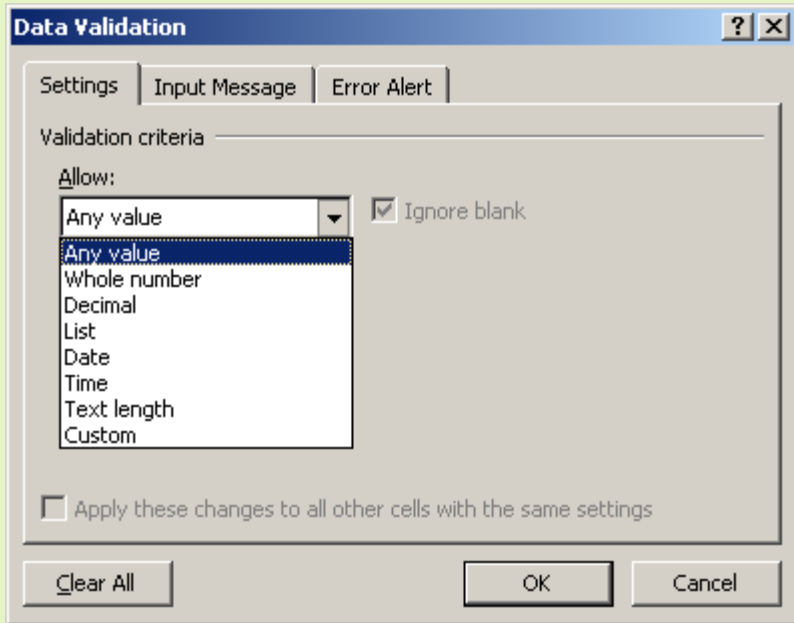 Data Validation
Settings Input Message Error Alert
Validation criteria
Allow:
Any value Ignore blank
Any value
Whole number
Decimal
List
Date
Time
Text length
Custom
Apply these changes to all other cells with the same settings
Clear All OK Cancel